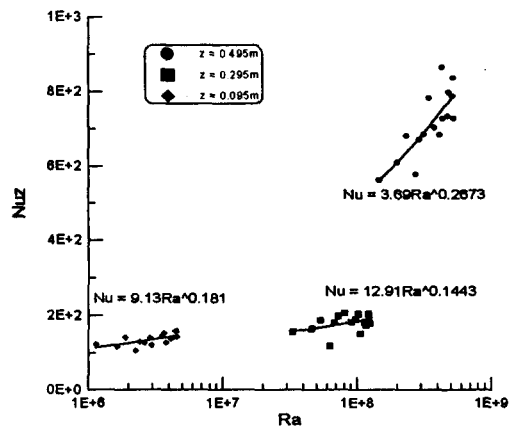 1E+3
z = 0.495m
z = 0.295m
z = 0.095m
8E+2
6E+2
Nu = 3.69Ra^0.2673
Nuz
4E+2
Nu = 9.13Ra^0.181
Nu = 12.91Ra^0.1443
2E+2
0E+0
1E+6
1E+7
1E+8
1E+9
Ra